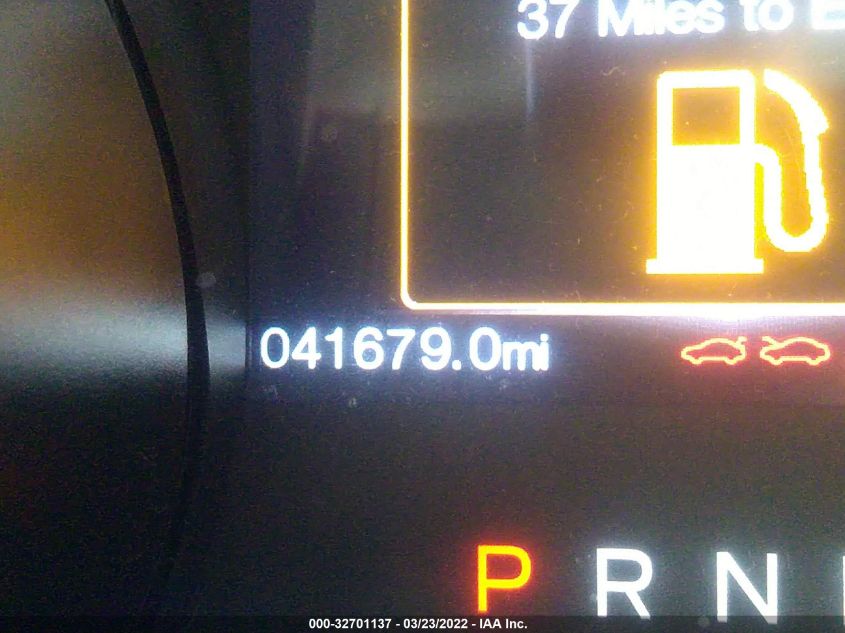 37 Miles to E
041679.0mi
P R N
000-32701137 - 03/23/2022 - IAA Inc.